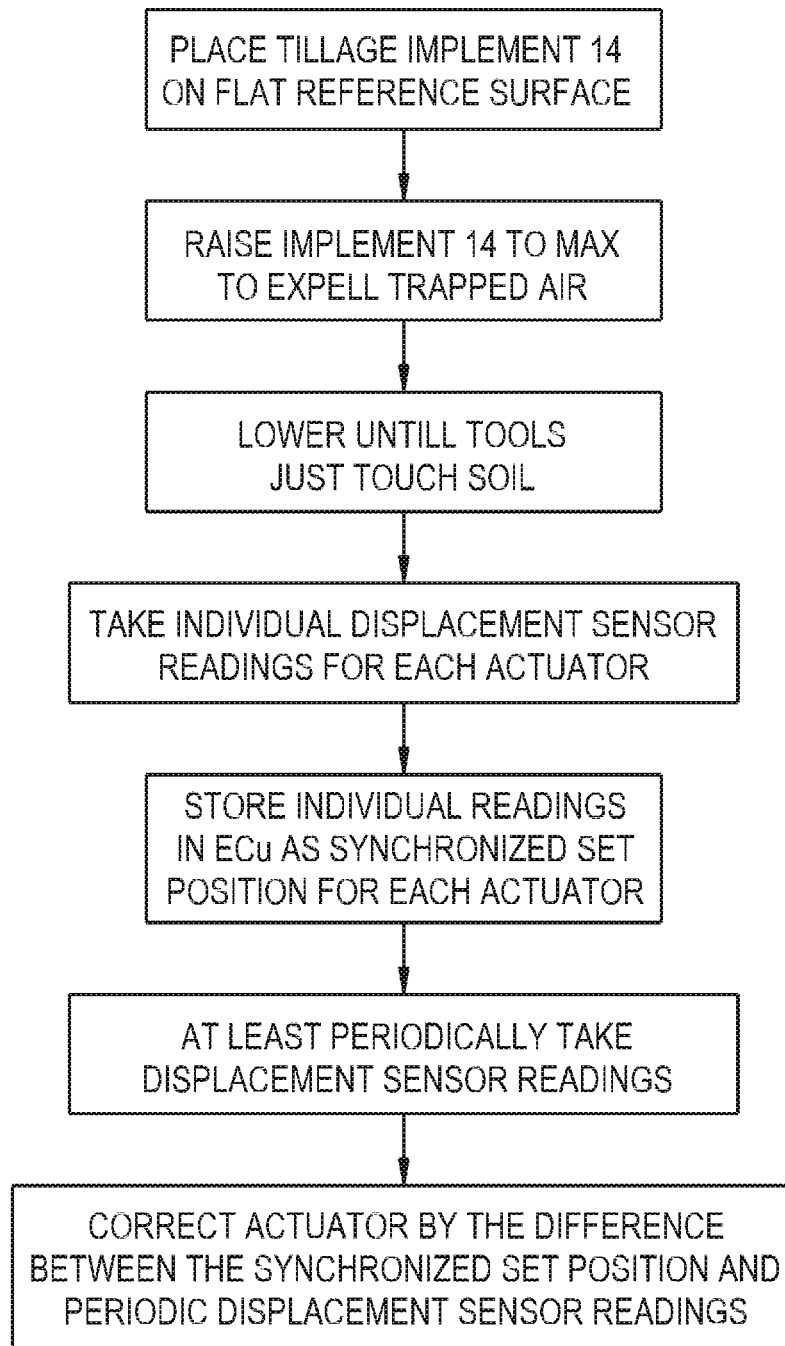 PLACE TILLAGE IMPLEMENT 14
ON FLAT REFERENCE SURFACE
RAISE IMPLEMENT 14 TO MAX
TO EXPELL TRAPPED AIR
LOWER UNTILL TOOLS
JUST TOUCH SOIL
TAKE INDIVIDUAL DISPLACEMENT SENSOR
READINGS FOR EACH ACTUATOR
STORE INDIVIDUAL READINGS
IN ECu AS SYNCHRONIZED SET
POSITION FOR EACH ACTUATOR
AT LEAST PERIODICALLY TAKE
DISPLACEMENT SENSOR READINGS
CORRECT ACTUATOR BY THE DIFFERENCE
BETWEEN THE SYNCHRONIZED SET POSITION AND
PERIODIC DISPLACEMENT SENSOR READINGS